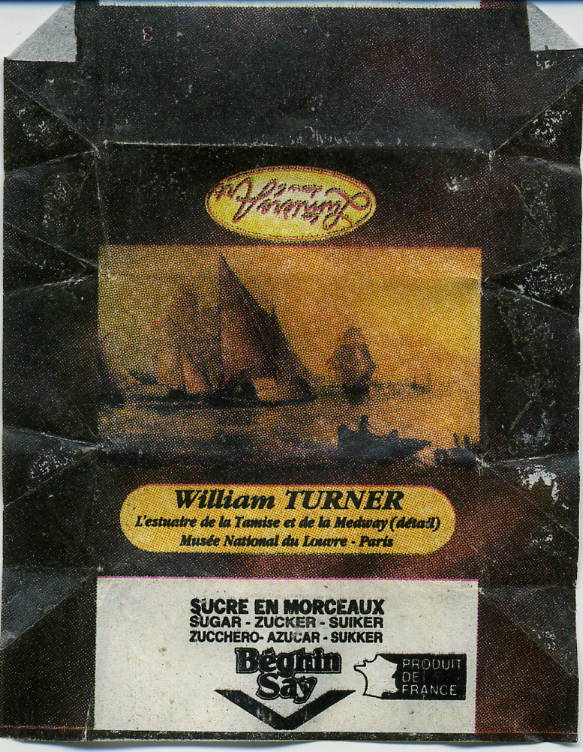 3
William TURNER
L'estuaire de la Tamise et de la Medway (détail)
Musée National du Louvre - Paris
SUCRE EN MORCEAUX
SUGAR - ZUCKER - SUIKER
ZUCCHERO - AZUCAR - SUKKER
Béghin
Say
PRODUIT
DE
FRANCE